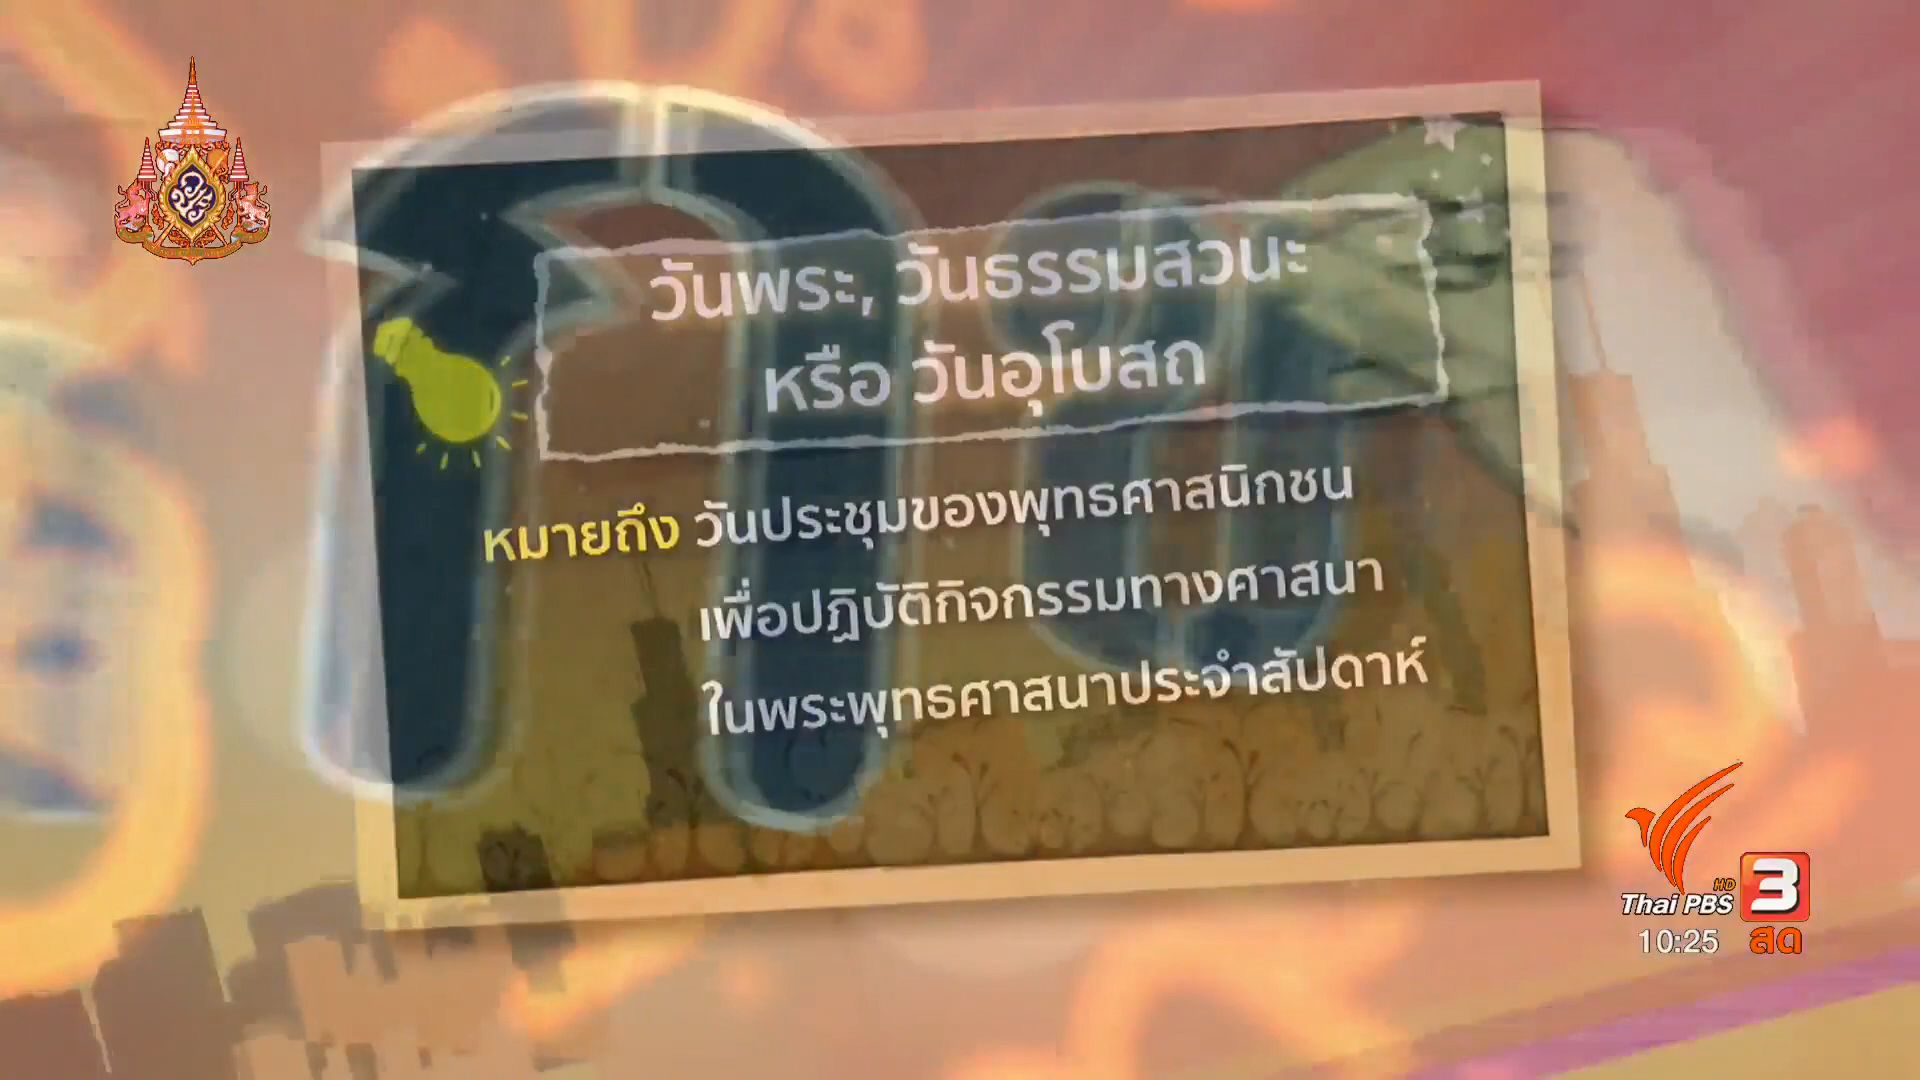 วันพระ, วันธรรมสวนะ
หรือ วันอุโบสถ
หมายถึง วันประชุมของพุทธศาสนิกชน
เพื่อปฏิบัติกิจกรรมทางศาสนา
ในพระพุทธศาสนาประจำสัปดาห์
HD
Thai PBS 3
10:25 สด